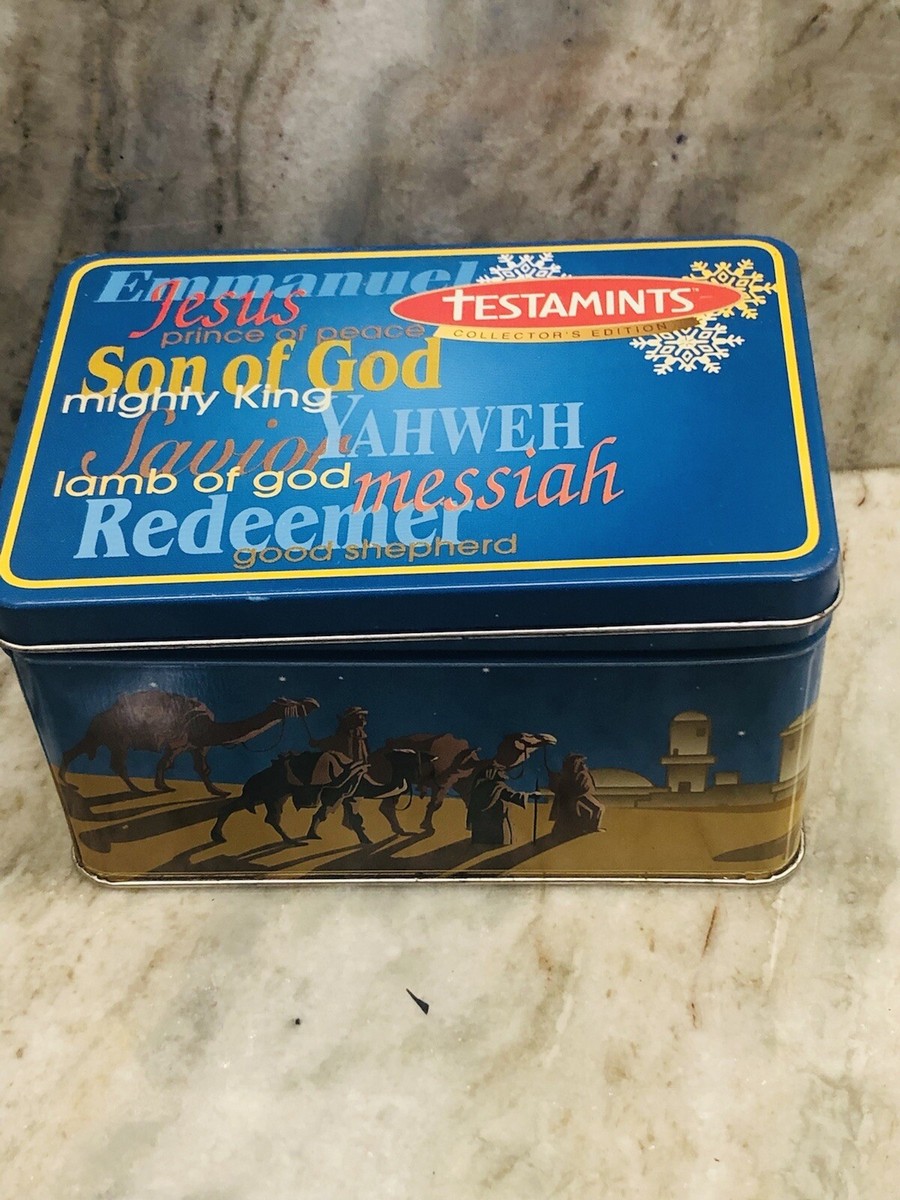 Emmanuel
Jesus
prince of peace
TESTAMINTS™
COLLECTOR'S EDITION
Son of God
mighty King
YAHWEH
Savior
lamb of god
messiah
Redeemer
good shepherd